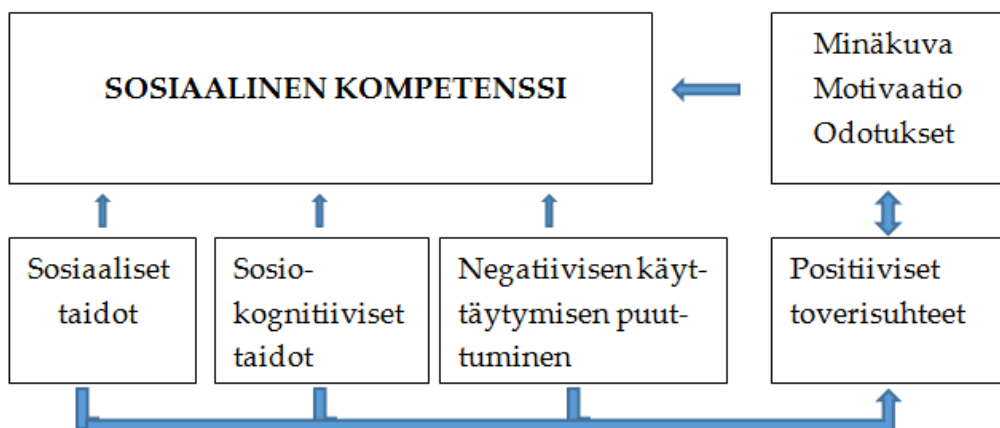 SOSIAALINEN KOMPETENSSI
Minäkuva
Motivaatio
Odotukset
Sosiaaliset
taidot
Sosio-
kognitiiviset
taidot
Negatiivisen käyt-
täytymisen puut-
tuminen
Positiiviset
toverisuhteet